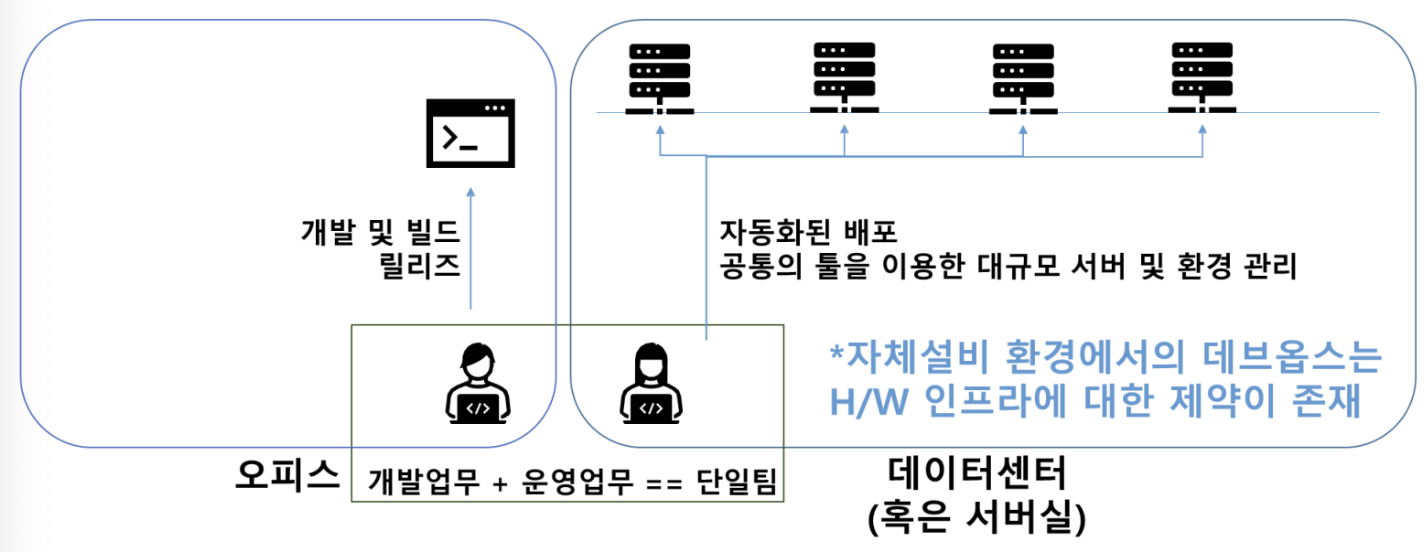 개발 및 빌드
릴리즈
자동화된 배포
공통의 툴을 이용한 대규모 서버 및 환경 관리
*자체설비 환경에서의 데브옵스는
H/W 인프라에 대한 제약이 존재
</>
</>
오피스
개발업무 + 운영업무 == 단일팀
데이터센터
(혹은 서버실)